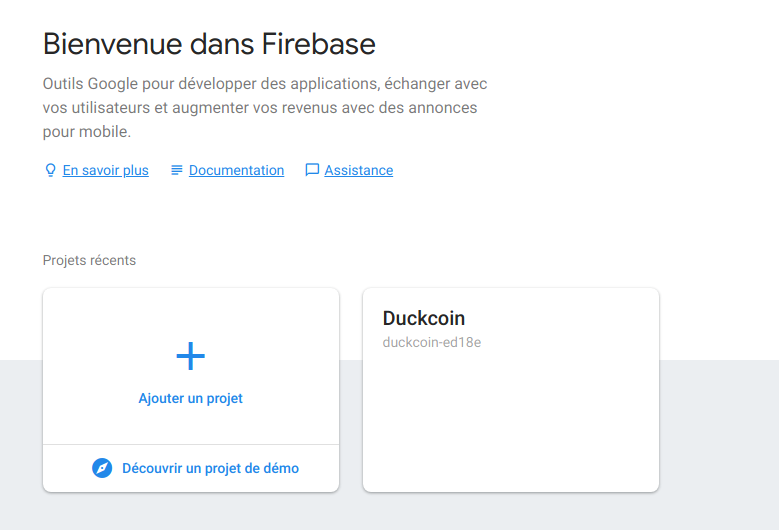 Bienvenue dans Firebase
Outils Google pour développer des applications, échanger avec
vos utilisateurs et augmenter vos revenus avec des annonces
pour mobile.
En savoir plus Documentation Assistance
Projets récents
Duckcoin
duckcoin-ed18e
Ajouter un projet
Découvrir un projet de démo